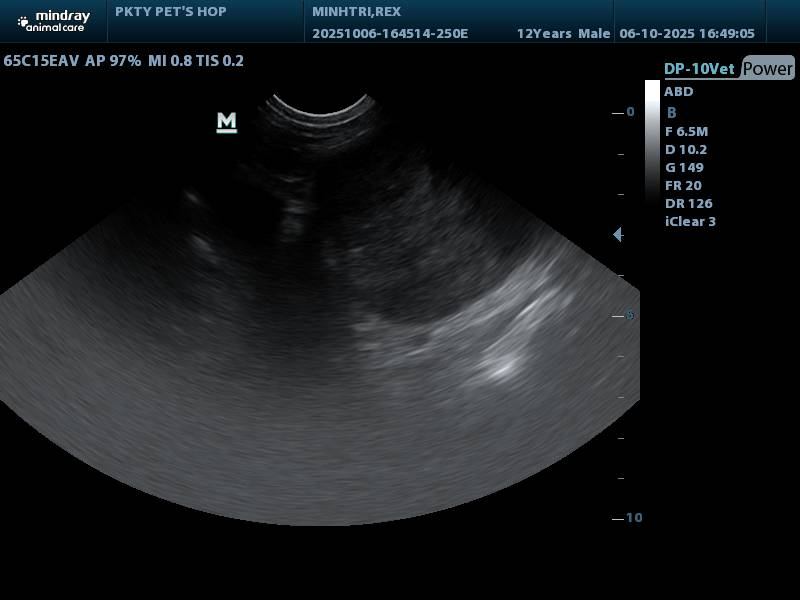 mindray
animal care
PKTY PET'S HOP
MINHTRI,REX
20251006-164514-250E
12Years Male
06-10-2025 16:49:05
65C15EAV AP 97% MI 0.8 TIS 0.2
DP-10Vet
Power
M
ABD
B
F 6.5M
D 10.2
G 149
FR 20
DR 126
iClear 3
0
5
10